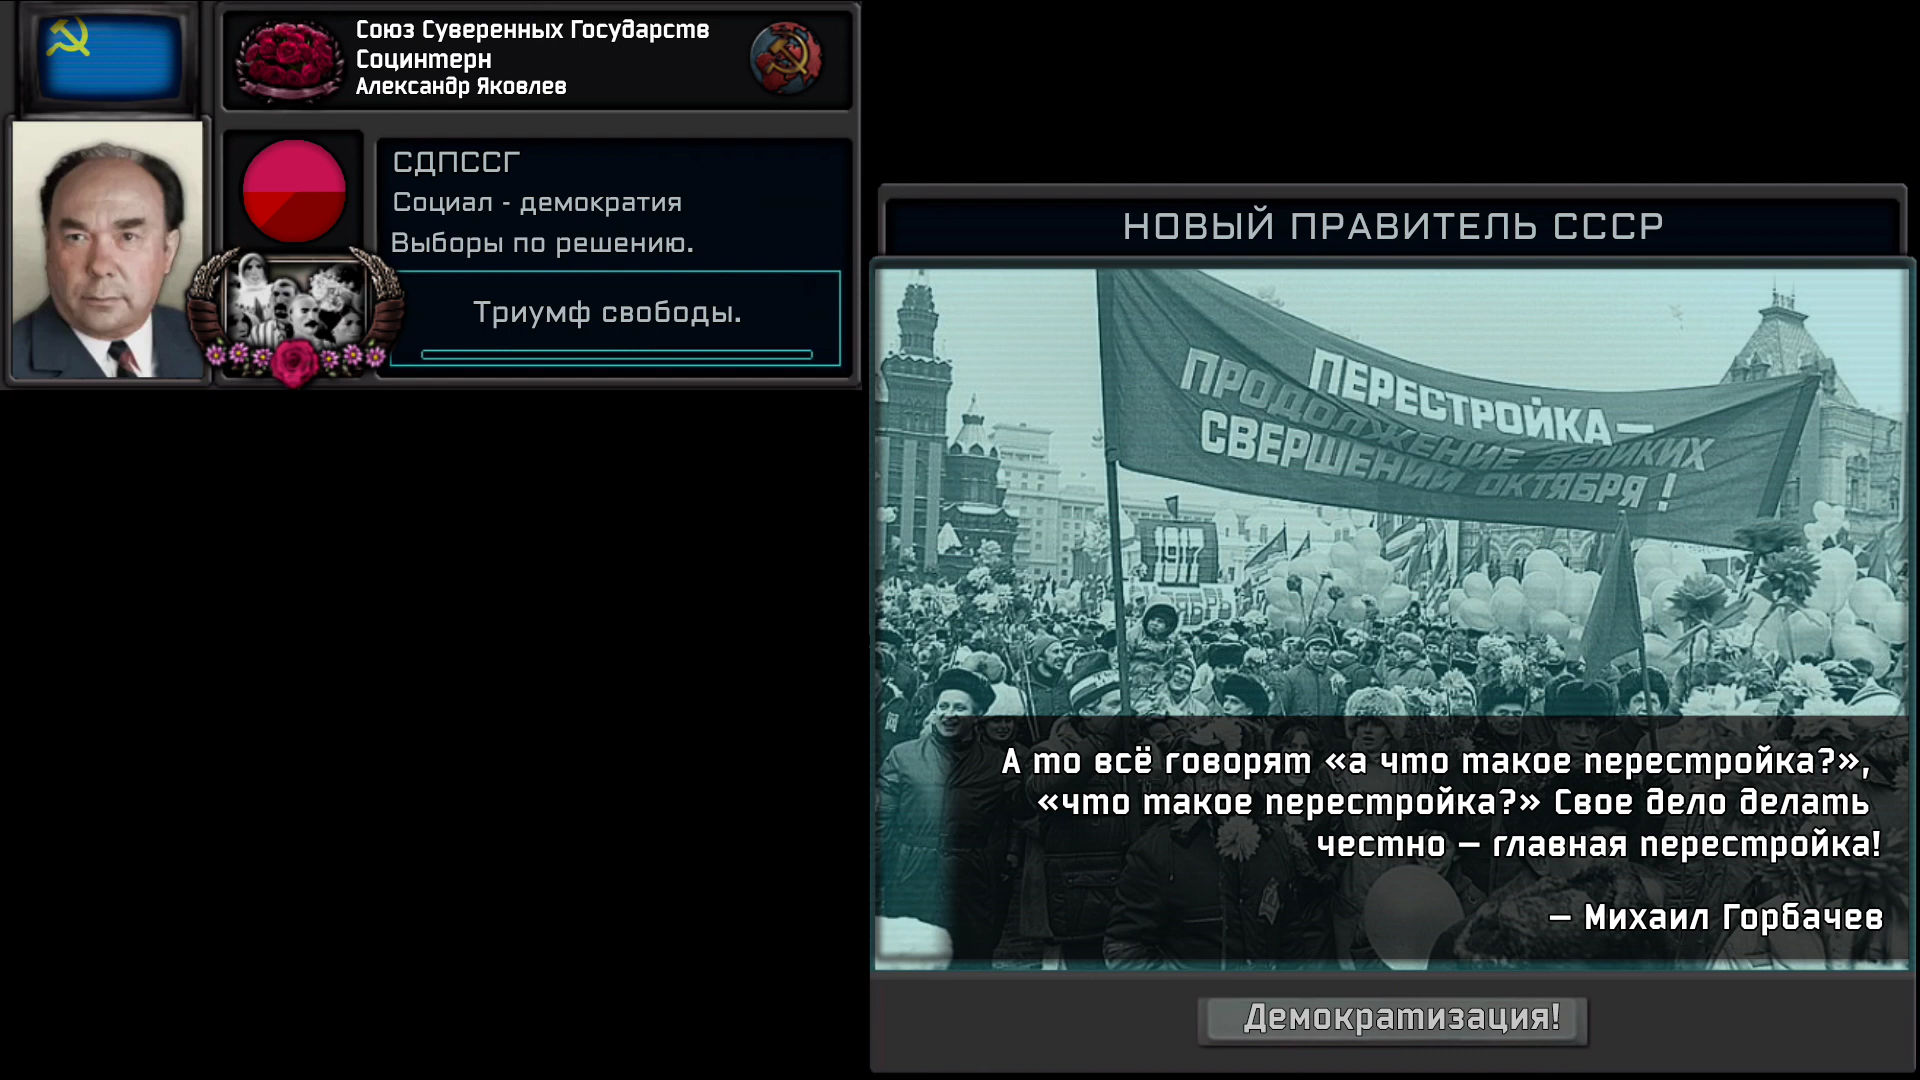 Союз Суверенных Государств
Социнтерн
Александр Яковлев
СДПССГ
Социал - демократия
Выборы по решению.
Триумф свободы.
НОВЫЙ ПРАВИТЕЛЬ СССР
ПЕРЕСТРОЙКА —
ПРОДОЛЖЕНИЕ ВЕЛИКИХ
СВЕРШЕНИЙ ОКТЯБРЯ !
1917
А то всё говорят «а что такое перестройка?»,
«что такое перестройка?» Свое дело делать
честно – главная перестройка!
– Михаил Горбачев
Демократизация!